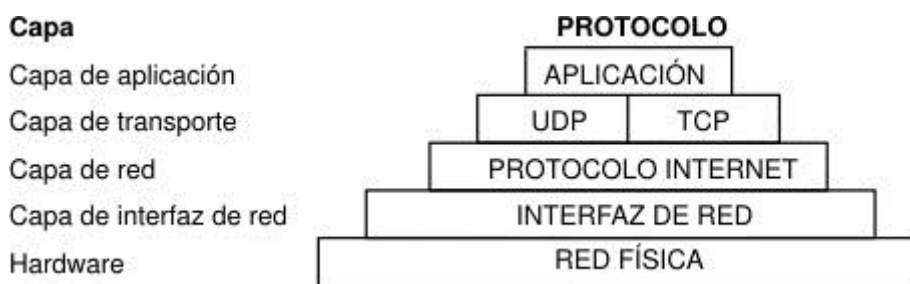 Capa PROTOCOLO
Capa de aplicación APLICACIÓN
Capa de transporte UDP TCP
Capa de red PROTOCOLO INTERNET
Capa de interfaz de red INTERFAZ DE RED
Hardware RED FÍSICA